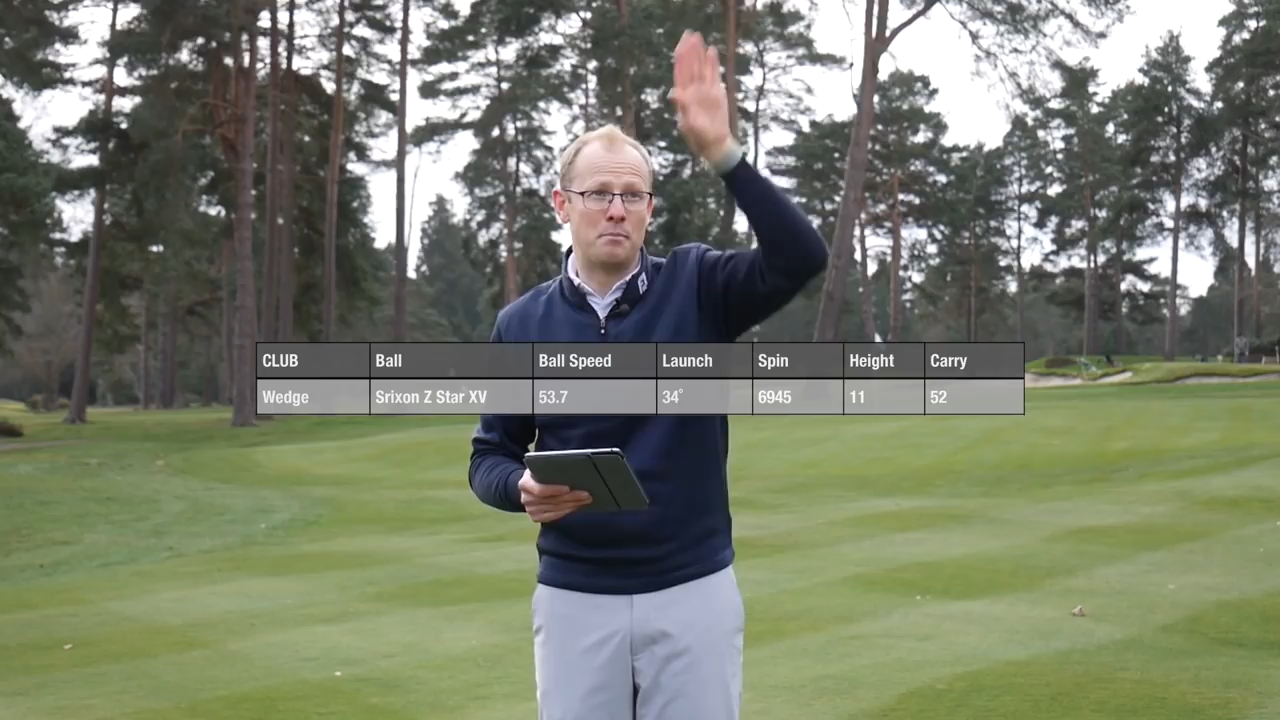 CLUB Ball Ball Speed Launch Spin Height Carry
Wedge Srixon Z Star XV 53.7 34° 6945 11 52